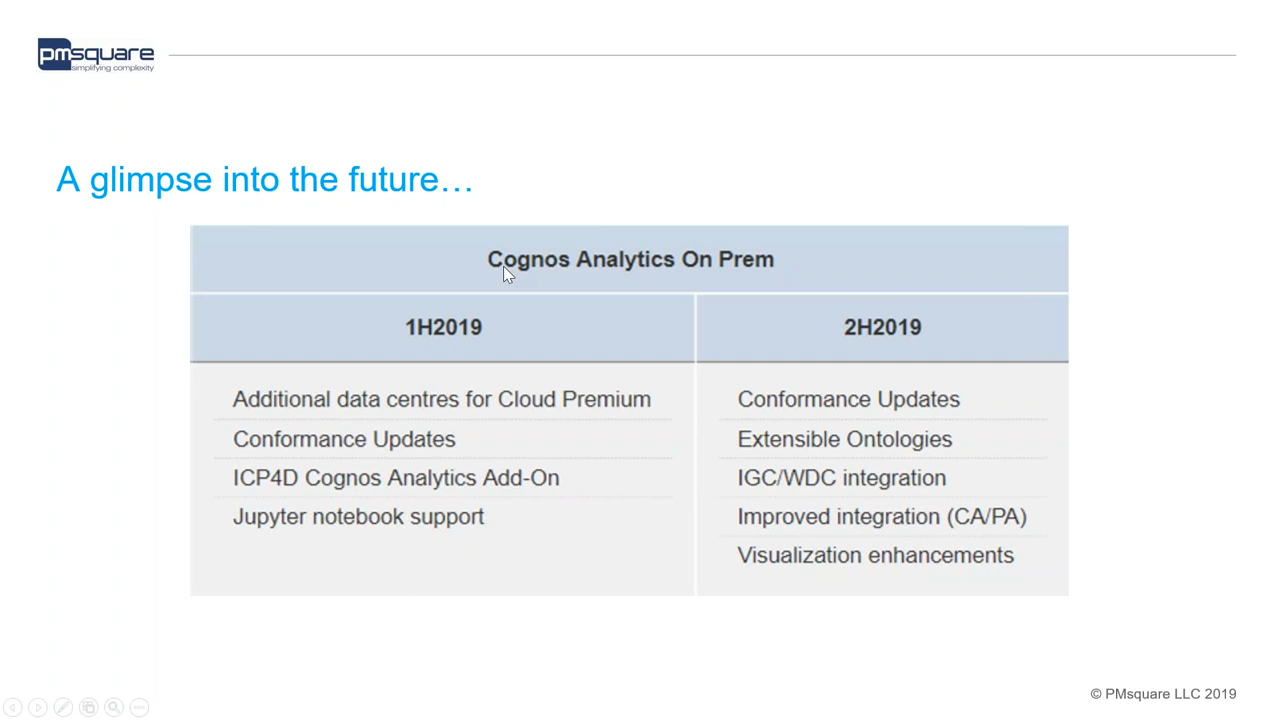 pmsquare
simplifying complexity
A glimpse into the future…
Cognos Analytics On Prem
1H2019
2H2019
Additional data centres for Cloud Premium
Conformance Updates
ICP4D Cognos Analytics Add-On
Jupyter notebook support
Conformance Updates
Extensible Ontologies
IGC/WDC integration
Improved integration (CA/PA)
Visualization enhancements
© PMsquare LLC 2019